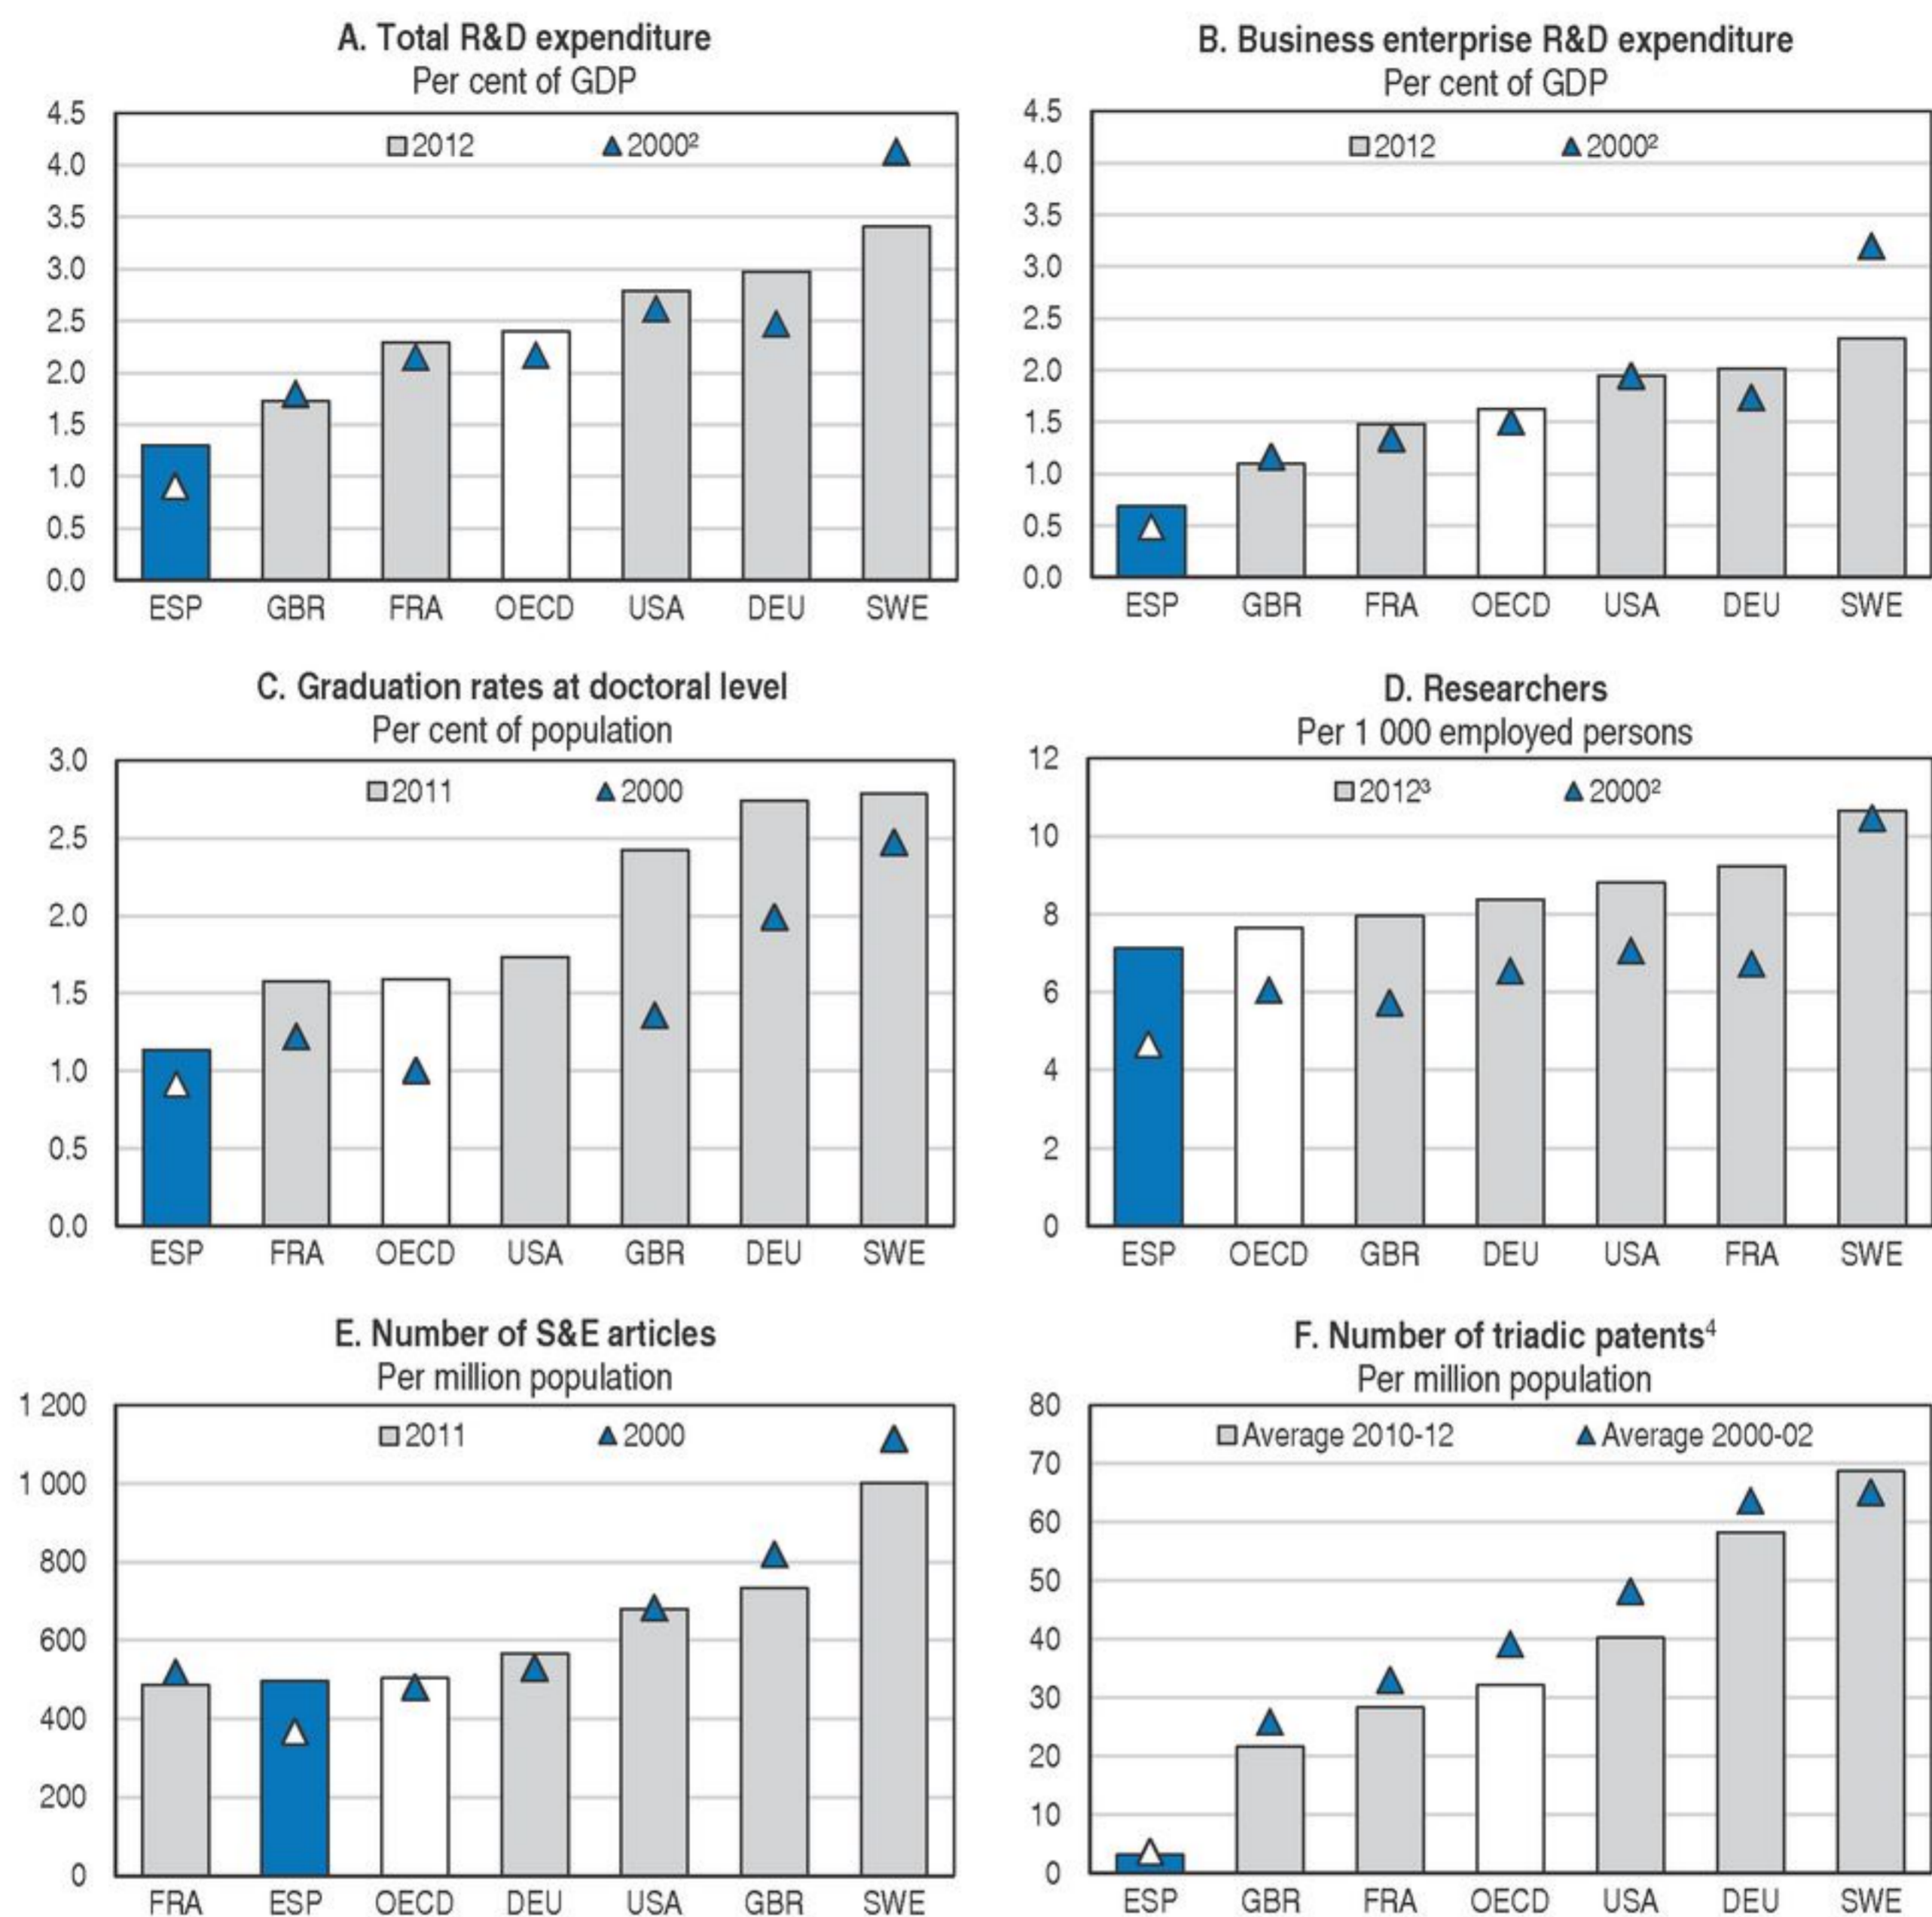 A. Total R&D expenditure
Per cent of GDP
4.5
4.0
3.5
3.0
2.5
2.0
1.5
1.0
0.5
0.0
2012 2000²
ESP GBR FRA OECD USA DEU SWE
B. Business enterprise R&D expenditure
Per cent of GDP
4.5
4.0
3.5
3.0
2.5
2.0
1.5
1.0
0.5
0.0
2012 2000²
ESP GBR FRA OECD USA DEU SWE
C. Graduation rates at doctoral level
Per cent of population
3.0
2.5
2.0
1.5
1.0
0.5
0.0
2011 2000
ESP FRA OECD USA GBR DEU SWE
D. Researchers
Per 1 000 employed persons
12
10
8
6
4
2
0
2012³ 2000²
ESP OECD GBR DEU USA FRA SWE
E. Number of S&E articles
Per million population
1 200
1 000
800
600
400
200
0
2011 2000
FRA ESP OECD DEU USA GBR SWE
F. Number of triadic patents⁴
Per million population
80
70
60
50
40
30
20
10
0
Average 2010-12 Average 2000-02
ESP GBR FRA OECD USA DEU SWE